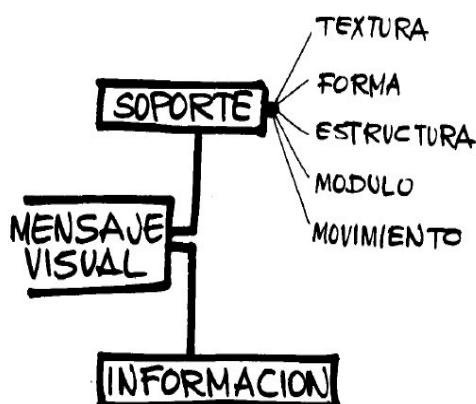 TEXTURA
FORMA
SOPORTE
ESTRUCTURA
MODULO
MOVIMIENTO
MENSAJE
VISUAL
INFORMACION